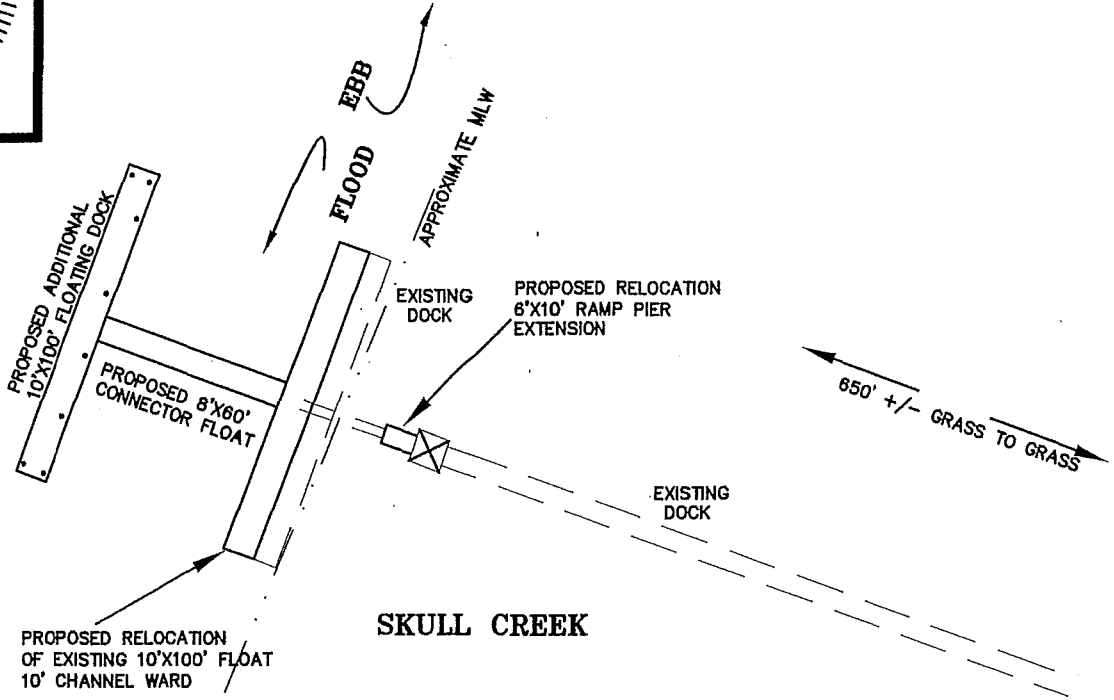 EBB
FLOOD
APPROXIMATE MLW
PROPOSED ADDITIONAL
10'X100' FLOATING DOCK
EXISTING
DOCK
PROPOSED RELOCATION
6'X10' RAMP PIER
EXTENSION
PROPOSED 8'X60'
CONNECTOR FLOAT
650' +/- GRASS TO GRASS
EXISTING
DOCK
SKULL CREEK
PROPOSED RELOCATION
OF EXISTING 10'X100' FLOAT
10' CHANNEL WARD